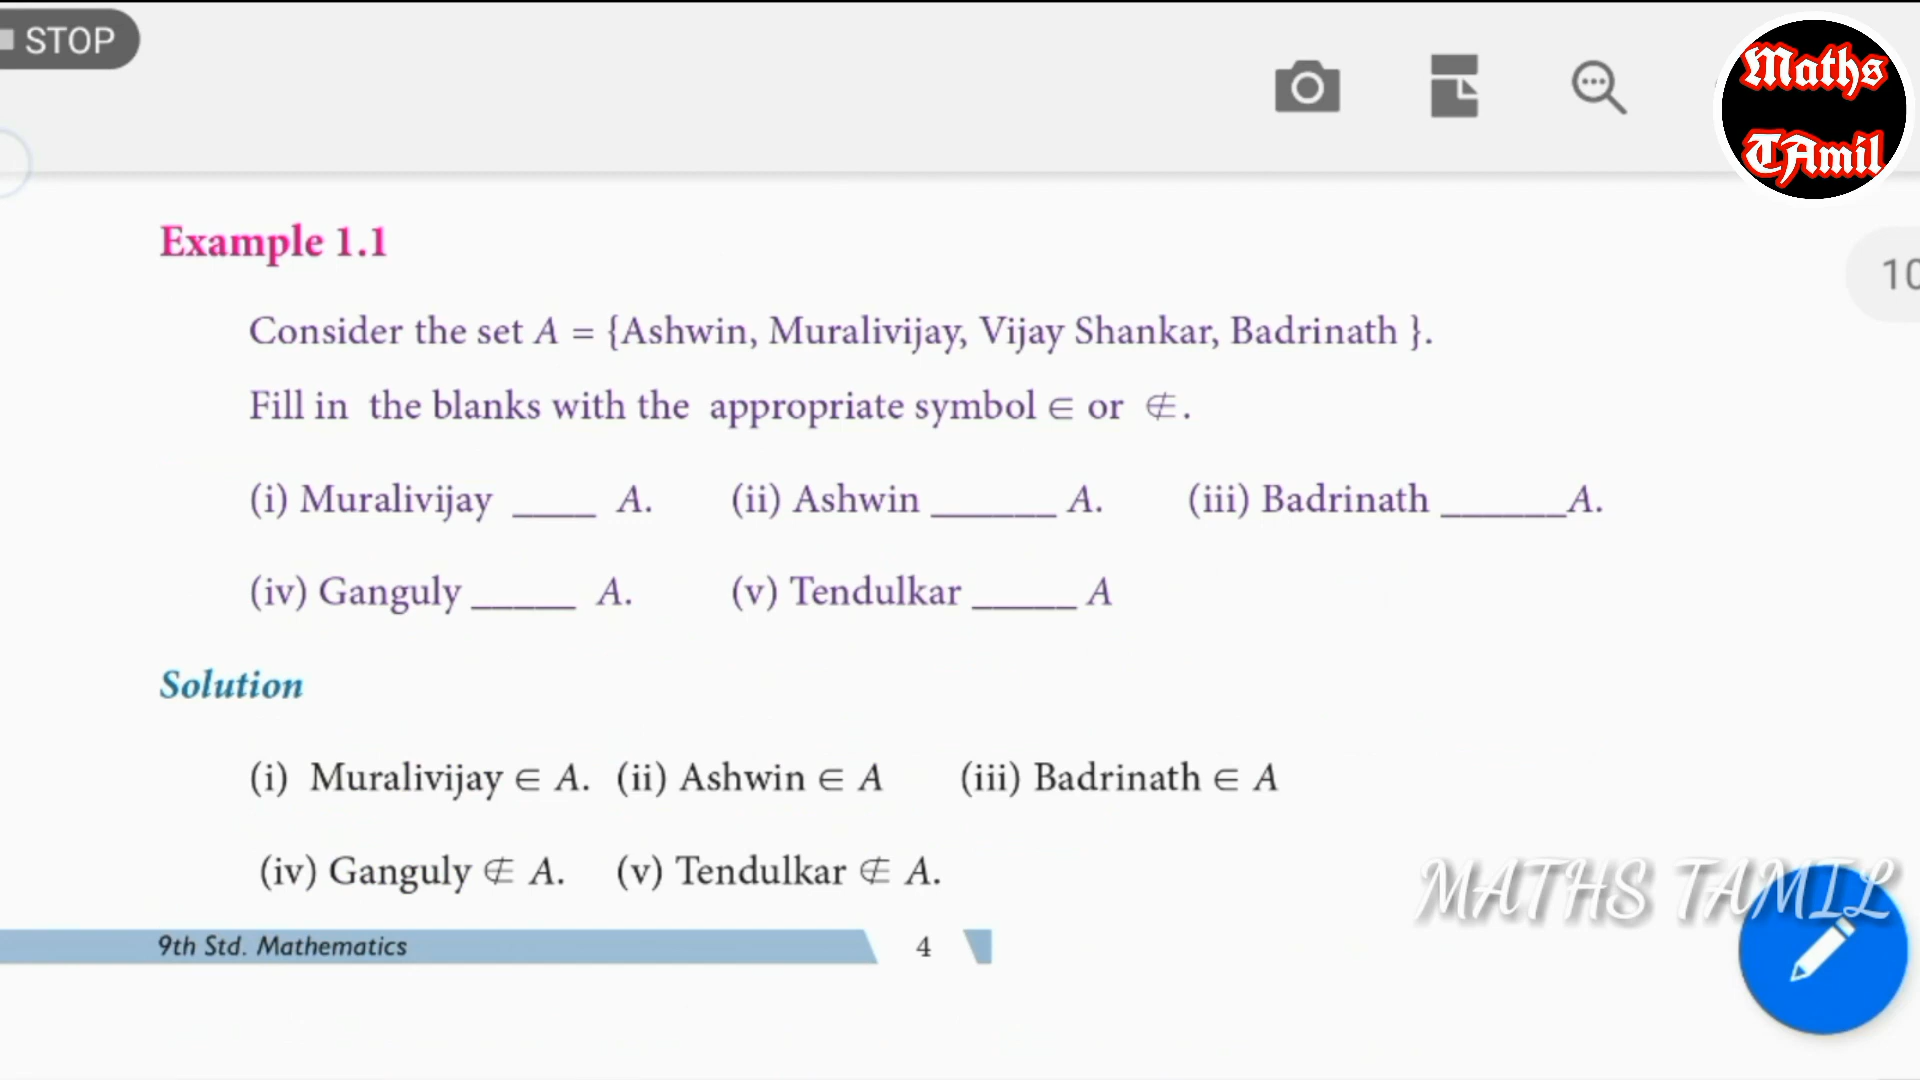 STOP
Maths
TAmil
10
Example 1.1
Consider the set A = {Ashwin, Muralivijay, Vijay Shankar, Badrinath }.
Fill in the blanks with the appropriate symbol ∈ or ∉.
(i) Muralivijay ____ A. (ii) Ashwin ______ A. (iii) Badrinath ______A.
(iv) Ganguly _____ A. (v) Tendulkar _____ A
Solution
(i) Muralivijay ∈ A. (ii) Ashwin ∈ A (iii) Badrinath ∈ A
(iv) Ganguly ∉ A. (v) Tendulkar ∉ A.
MATHS TAMIL
9th Std. Mathematics 4